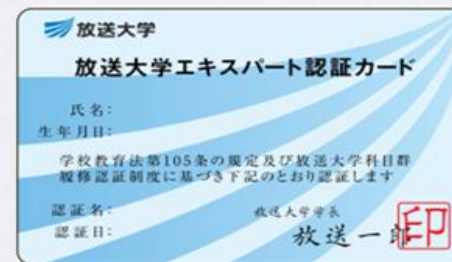 放送大学
放送大学エキスパート認証カード
氏名：
生年月日：
学校教育法第105条の規定及び放送大学科目群
履修認証制度に基づき下記のとおり認証します
認証名：
放送大学学長
認証日：
放送一郎 印